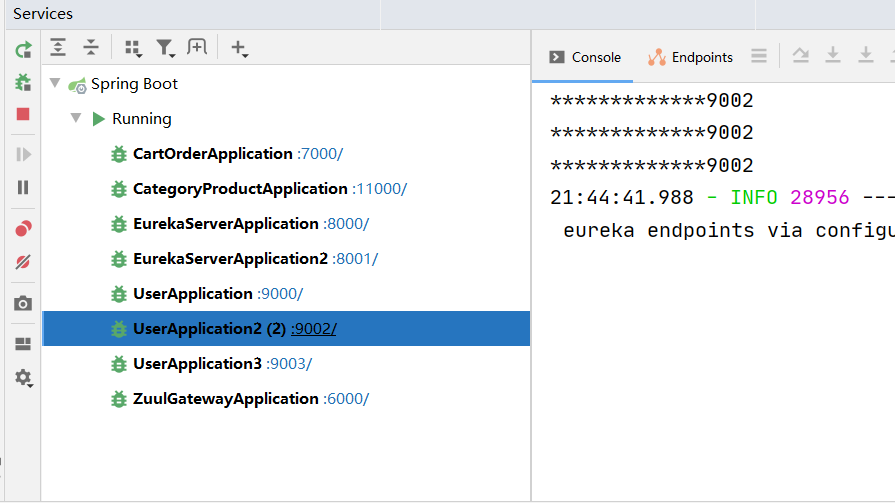 Services
Spring Boot
Running
CartOrderApplication :7000/
CategoryProductApplication :11000/
EurekaServerApplication :8000/
EurekaServerApplication2 :8001/
UserApplication :9000/
UserApplication2 (2) :9002/
UserApplication3 :9003/
ZuulGatewayApplication :6000/
Console Endpoints
*************9002
*************9002
*************9002
21:44:41.988 - INFO 28956 ---
eureka endpoints via configu